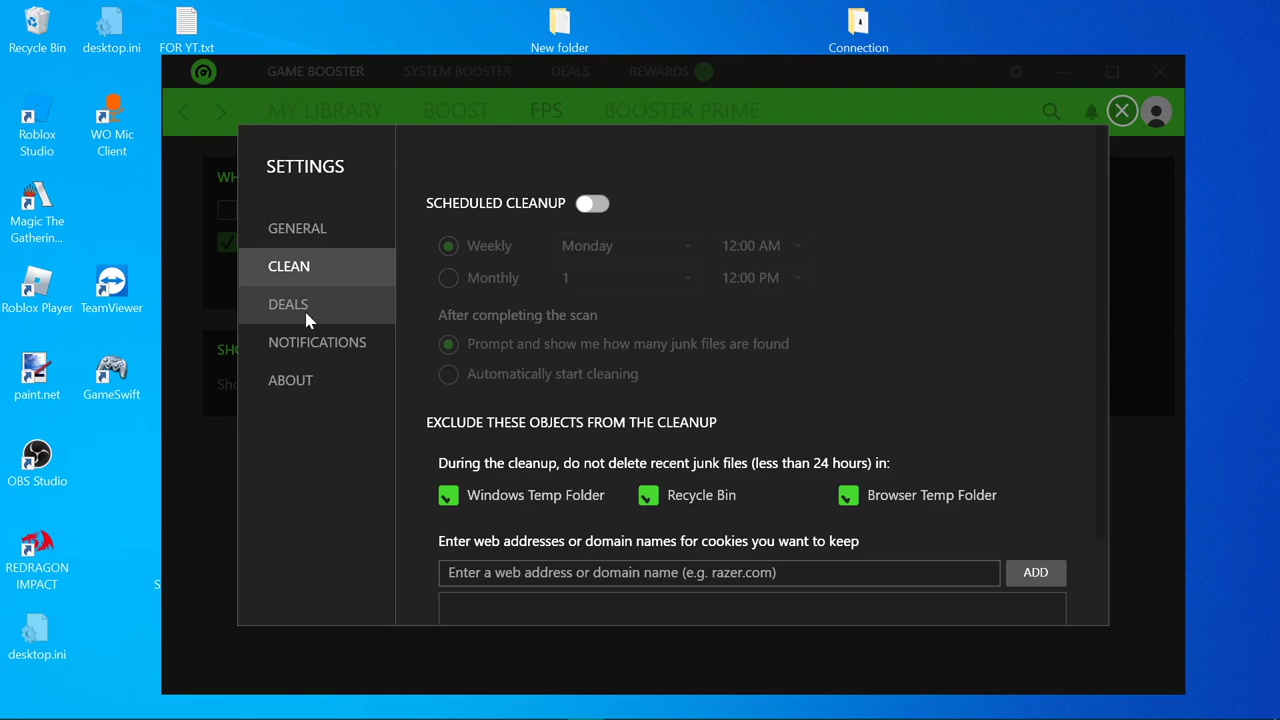 Recycle Bin
desktop.ini
FOR YT.txt
New folder
Connection
GAME BOOSTER
SYSTEM BOOSTER
DEALS
REWARDS
MY LIBRARY
BOOST
FPS
BOOSTER PRIME
Roblox
Studio
WO Mic
Client
Magic The
Gatherin...
Roblox Player
TeamViewer
paint.net
GameSwift
OBS Studio
REDRAGON
IMPACT
S
desktop.ini
WH
SHO
Sho
SETTINGS
GENERAL
CLEAN
DEALS
NOTIFICATIONS
ABOUT
SCHEDULED CLEANUP
Weekly
Monday
12:00 AM
Monthly
1
12:00 PM
After completing the scan
Prompt and show me how many junk files are found
Automatically start cleaning
EXCLUDE THESE OBJECTS FROM THE CLEANUP
During the cleanup, do not delete recent junk files (less than 24 hours) in:
Windows Temp Folder
Recycle Bin
Browser Temp Folder
Enter web addresses or domain names for cookies you want to keep
Enter a web address or domain name (e.g. razer.com)
ADD